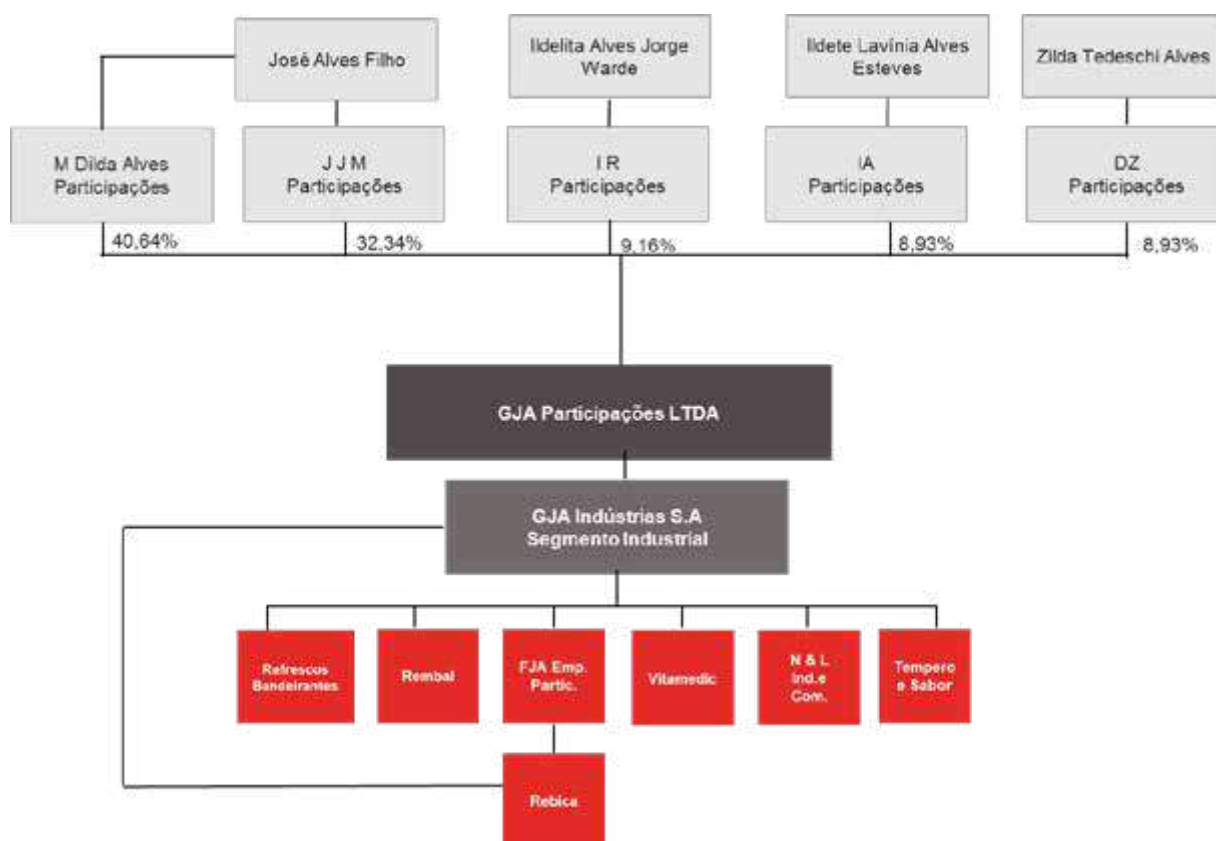 José Alves Filho
Ildelita Alves Jorge
Warde
Ildete Lavínia Alves
Esteves
Zilda Tedeschi Alves
M Dilda Alves
Participações
J J M
Participações
I R
Participações
IA
Participações
DZ
Participações
40,64%
32,34%
9,16%
8,93%
8,93%
GJA Participações LTDA
GJA Indústrias S.A
Segmento Industrial
Refrescos
Bandeirantes
Rembal
FJA Emp.
Partic.
Vitamedic
N & L
Ind.e
Com.
Tempero
e Sabor
Rebica